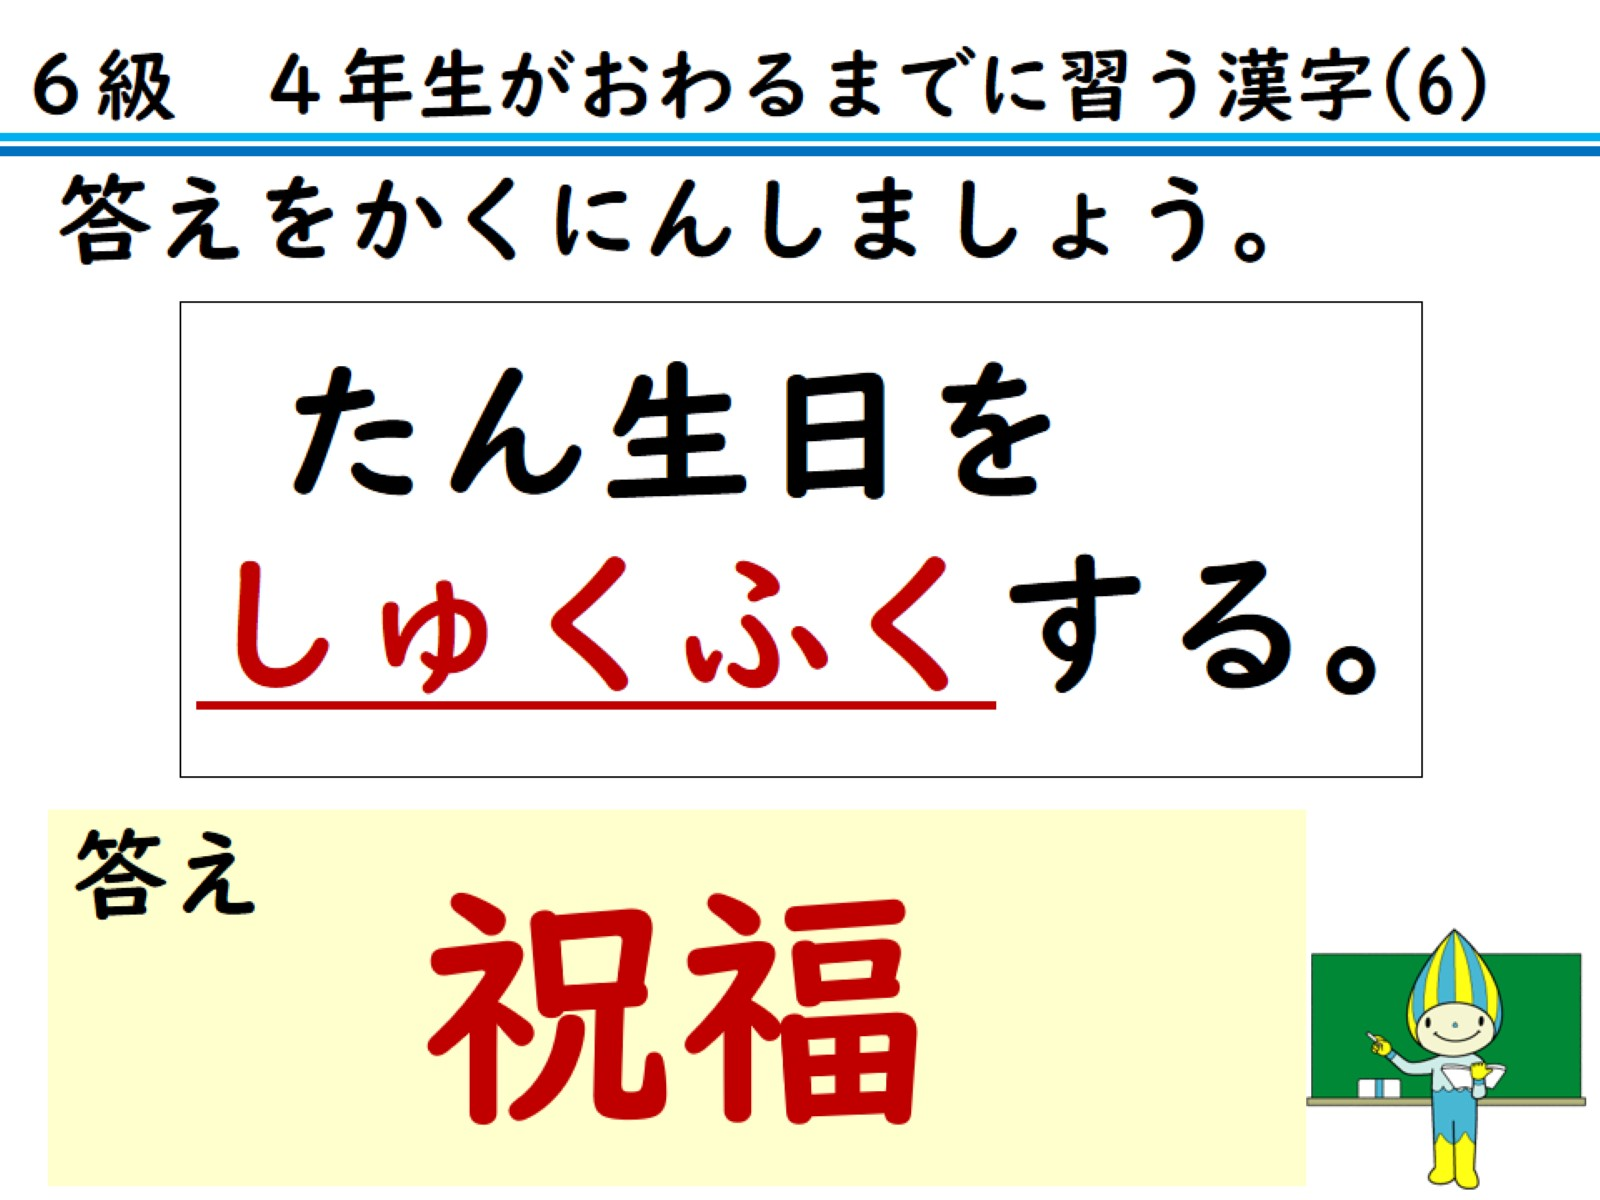 ６級　４年生がおわるまでに習う漢字(6)
答えをかくにんしましょう。
たん生日を
しゅくふくする。
答え
祝福